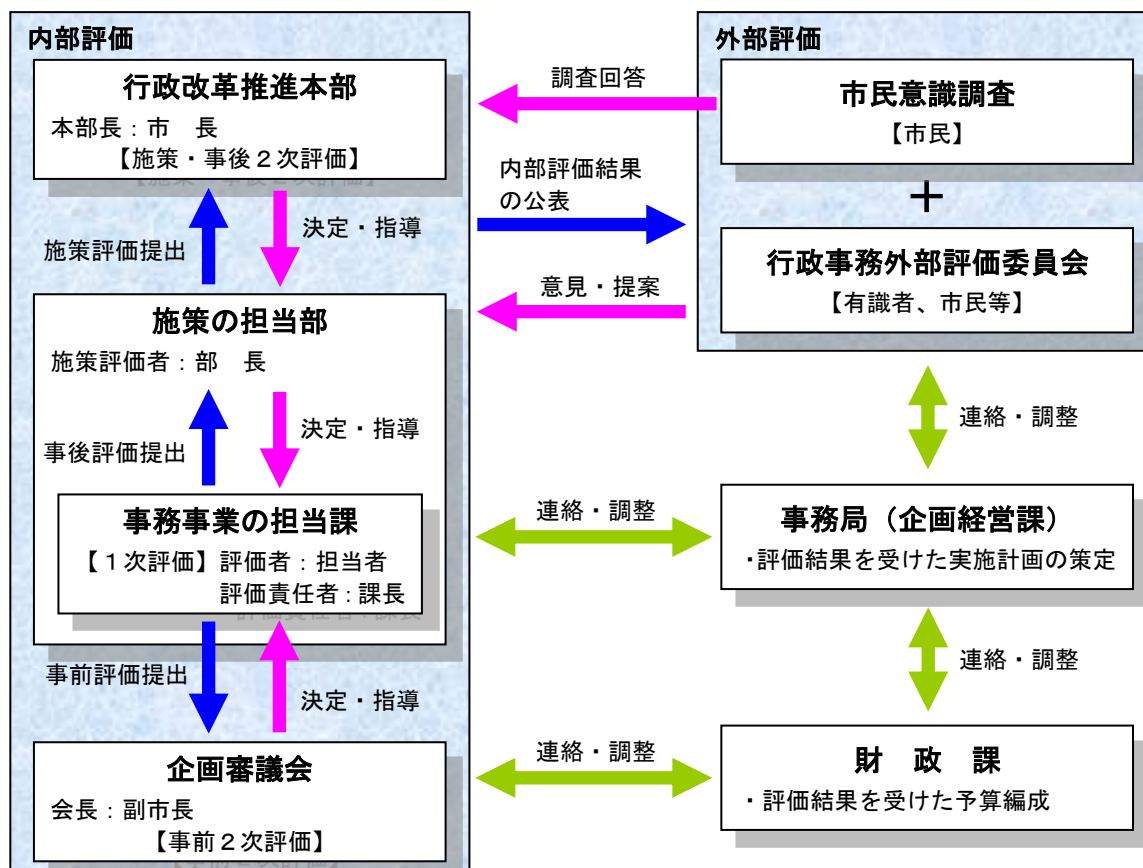 内部評価
行政改革推進本部
本部長：市　長
【施策・事後２次評価】
施策評価提出
決定・指導
施策の担当部
施策評価者：部　長
事後評価提出
決定・指導
事務事業の担当課
【１次評価】評価者：担当者
評価責任者：課長
事前評価提出
決定・指導
企画審議会
会長：副市長
【事前２次評価】
調査回答
内部評価結果
の公表
意見・提案
連絡・調整
連絡・調整
外部評価
市民意識調査
【市民】
＋
行政事務外部評価委員会
【有識者、市民等】
連絡・調整
事務局（企画経営課）
・評価結果を受けた実施計画の策定
連絡・調整
財　政　課
・評価結果を受けた予算編成